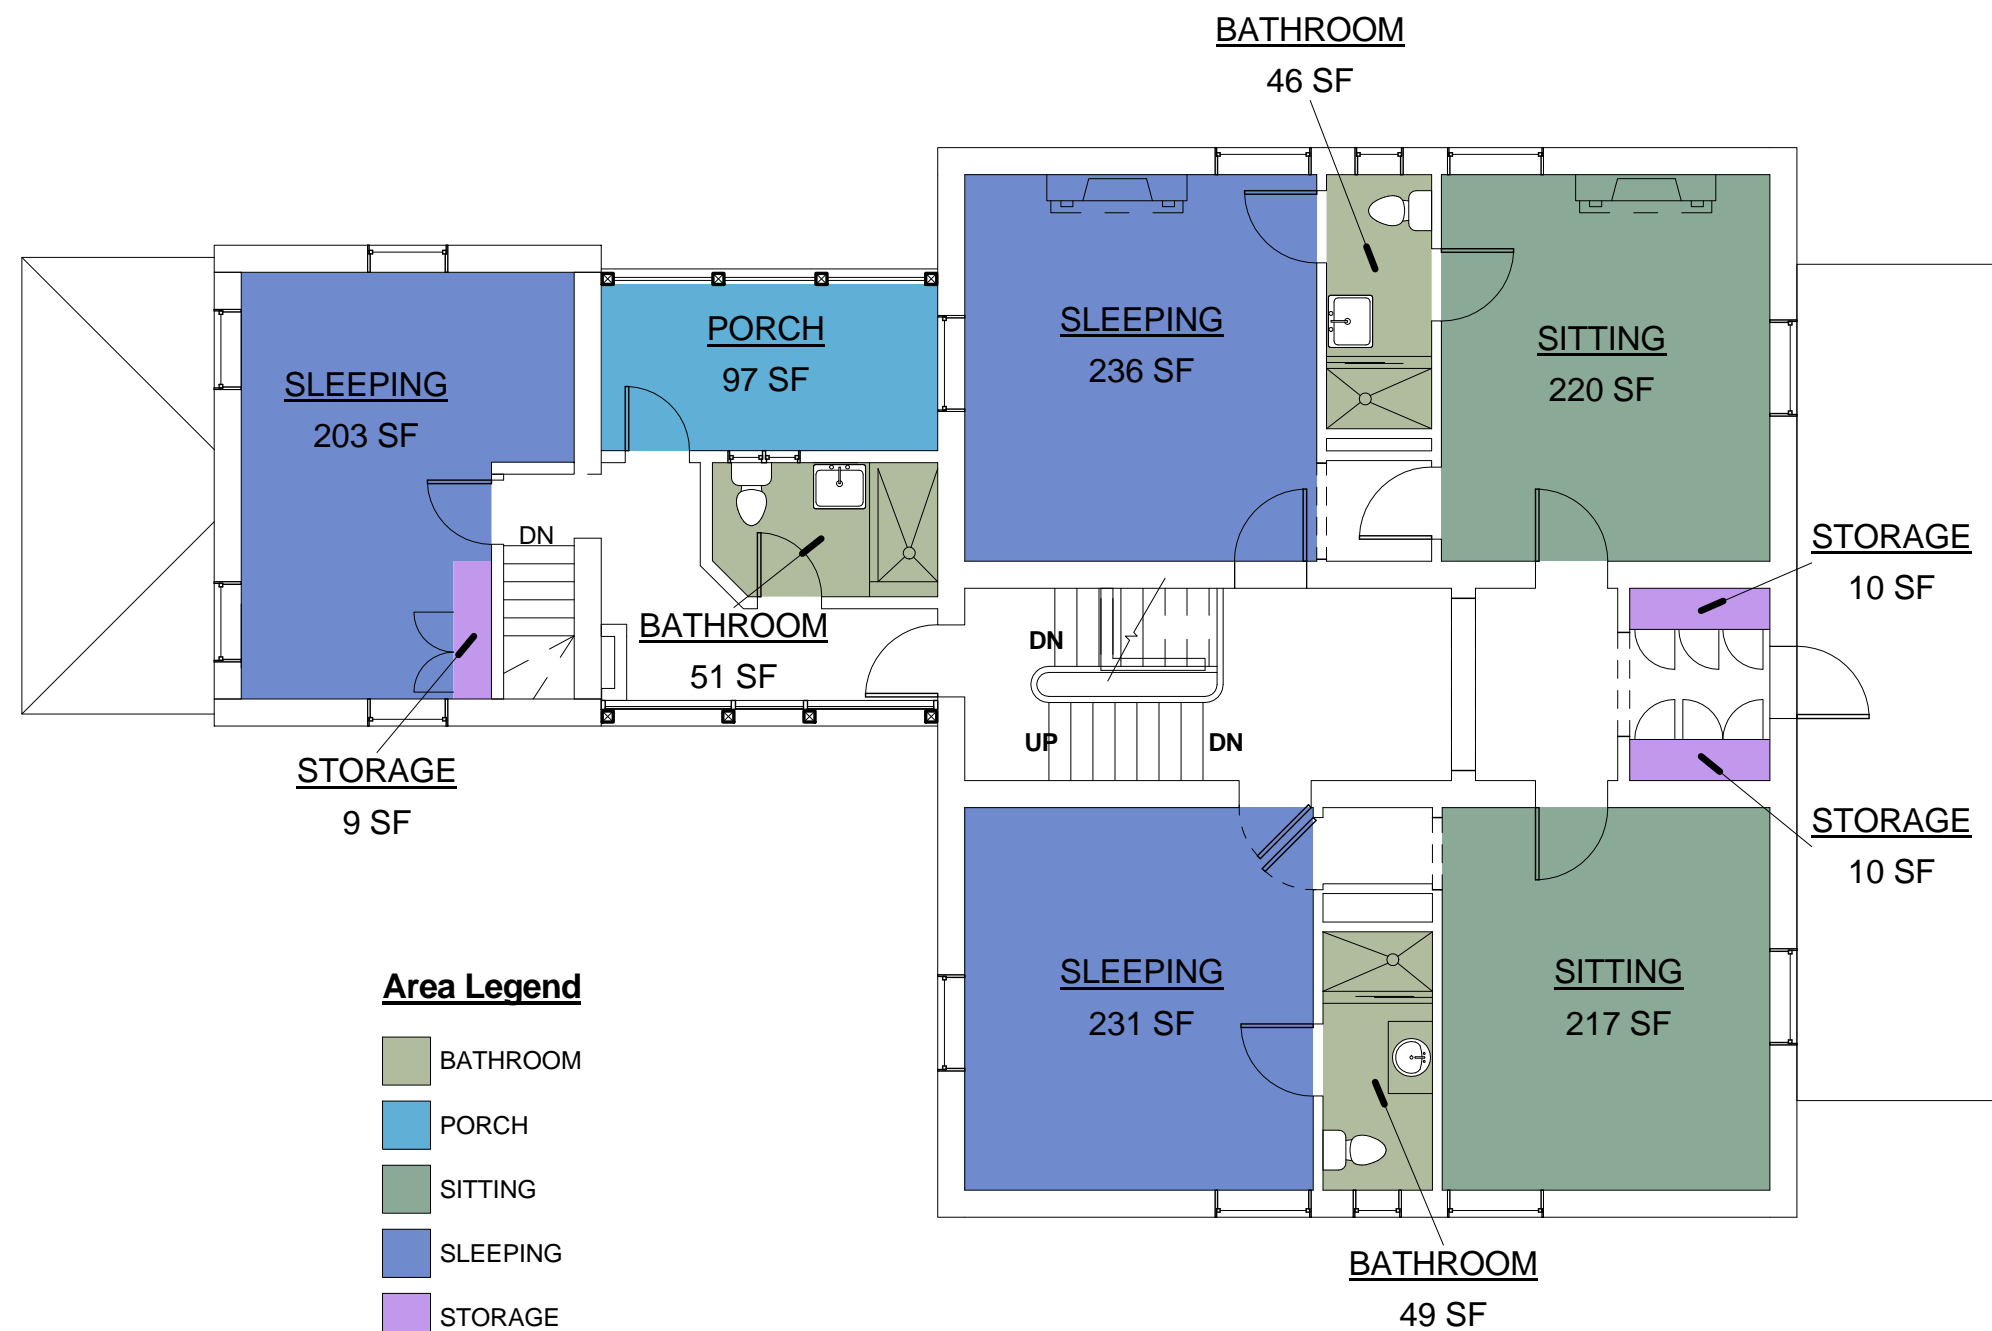 BATHROOM
46 SF
PORCH
97 SF
SLEEPING
236 SF
SITTING
220 SF
SLEEPING
203 SF
DN
STORAGE
10 SF
BATHROOM
51 SF
DN
UP
DN
STORAGE
9 SF
STORAGE
10 SF
SLEEPING
231 SF
SITTING
217 SF
BATHROOM
49 SF
Area Legend
BATHROOM
PORCH
SITTING
SLEEPING
STORAGE